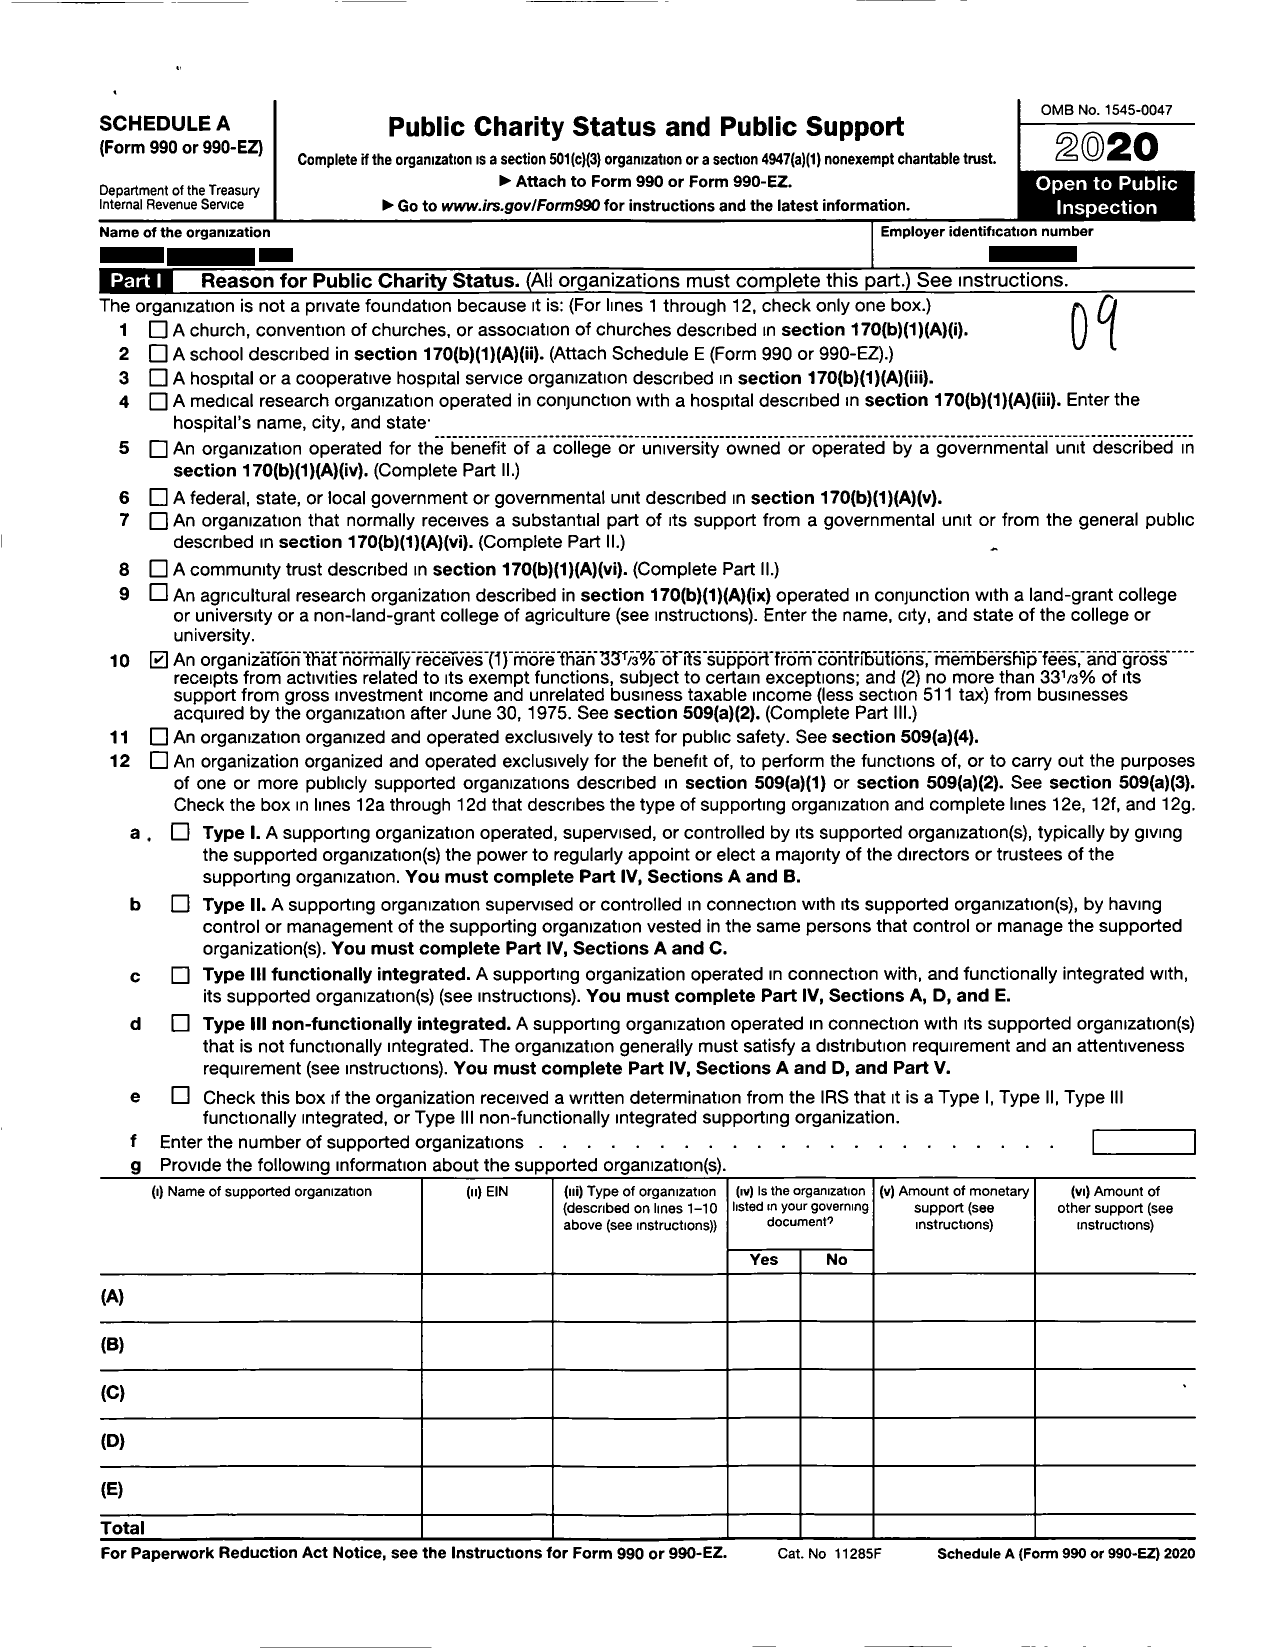 SCHEDULE A
(Form 990 or 990-EZ)
Department of the Treasury
Internal Revenue Service
Public Charity Status and Public Support
Complete if the organization is a section 501(c)(3) organization or a section 4947(a)(1) nonexempt charitable trust.
▶ Attach to Form 990 or Form 990-EZ.
▶ Go to www.irs.gov/Form990 for instructions and the latest information.
OMB No. 1545-0047
2020
Open to Public
Inspection
Name of the organization
Employer identification number
Part I Reason for Public Charity Status. (All organizations must complete this part.) See instructions.
The organization is not a private foundation because it is: (For lines 1 through 12, check only one box.)
09
1 ☐ A church, convention of churches, or association of churches described in section 170(b)(1)(A)(i).
2 ☐ A school described in section 170(b)(1)(A)(ii). (Attach Schedule E (Form 990 or 990-EZ).)
3 ☐ A hospital or a cooperative hospital service organization described in section 170(b)(1)(A)(iii).
4 ☐ A medical research organization operated in conjunction with a hospital described in section 170(b)(1)(A)(iii). Enter the
hospital's name, city, and state:
5 ☐ An organization operated for the benefit of a college or university owned or operated by a governmental unit described in
section 170(b)(1)(A)(iv). (Complete Part II.)
6 ☐ A federal, state, or local government or governmental unit described in section 170(b)(1)(A)(v).
7 ☐ An organization that normally receives a substantial part of its support from a governmental unit or from the general public
described in section 170(b)(1)(A)(vi). (Complete Part II.)
8 ☐ A community trust described in section 170(b)(1)(A)(vi). (Complete Part II.)
9 ☐ An agricultural research organization described in section 170(b)(1)(A)(ix) operated in conjunction with a land-grant college
or university or a non-land-grant college of agriculture (see instructions). Enter the name, city, and state of the college or
university.
10 ☑ An organization that normally receives (1) more than 33 1/3% of its support from contributions, membership fees, and gross
receipts from activities related to its exempt functions, subject to certain exceptions; and (2) no more than 33 1/3% of its
support from gross investment income and unrelated business taxable income (less section 511 tax) from businesses
acquired by the organization after June 30, 1975. See section 509(a)(2). (Complete Part III.)
11 ☐ An organization organized and operated exclusively to test for public safety. See section 509(a)(4).
12 ☐ An organization organized and operated exclusively for the benefit of, to perform the functions of, or to carry out the purposes
of one or more publicly supported organizations described in section 509(a)(1) or section 509(a)(2). See section 509(a)(3).
Check the box in lines 12a through 12d that describes the type of supporting organization and complete lines 12e, 12f, and 12g.
a ☐ Type I. A supporting organization operated, supervised, or controlled by its supported organization(s), typically by giving
the supported organization(s) the power to regularly appoint or elect a majority of the directors or trustees of the
supporting organization. You must complete Part IV, Sections A and B.
b ☐ Type II. A supporting organization supervised or controlled in connection with its supported organization(s), by having
control or management of the supporting organization vested in the same persons that control or manage the supported
organization(s). You must complete Part IV, Sections A and C.
c ☐ Type III functionally integrated. A supporting organization operated in connection with, and functionally integrated with,
its supported organization(s) (see instructions). You must complete Part IV, Sections A, D, and E.
d ☐ Type III non-functionally integrated. A supporting organization operated in connection with its supported organization(s)
that is not functionally integrated. The organization generally must satisfy a distribution requirement and an attentiveness
requirement (see instructions). You must complete Part IV, Sections A and D, and Part V.
e ☐ Check this box if the organization received a written determination from the IRS that it is a Type I, Type II, Type III
functionally integrated, or Type III non-functionally integrated supporting organization.
f Enter the number of supported organizations . . . . . . . . . . . . . . . . . . . . . .
g Provide the following information about the supported organization(s).
(i) Name of supported organization
(ii) EIN
(iii) Type of organization
(described on lines 1–10
above (see instructions))
(iv) Is the organization
listed in your governing
document?
(v) Amount of monetary
support (see
instructions)
(vi) Amount of
other support (see
instructions)
Yes No
(A)
(B)
(C)
(D)
(E)
Total
For Paperwork Reduction Act Notice, see the Instructions for Form 990 or 990-EZ. Cat. No 11285F Schedule A (Form 990 or 990-EZ) 2020